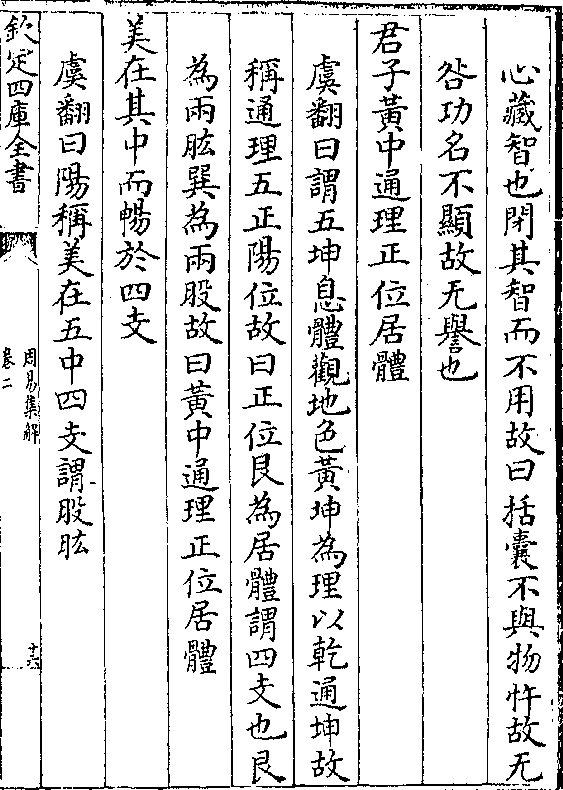 心藏智也閉其智而不用故曰括囊不與物忤故无
咎功名不顯故无譽也
君子黃中通理正位居體
虞翻曰謂五坤息體觀地色黃坤為理以乾通坤故
稱通理五正陽位故曰正位艮為居體謂四支也艮
為兩肱巽為兩股故曰黃中通理正位居體
美在其中而暢於四支
虞翻曰陽稱美在五中四支謂股肱
欽定四庫全書
周易集解
卷二
十六